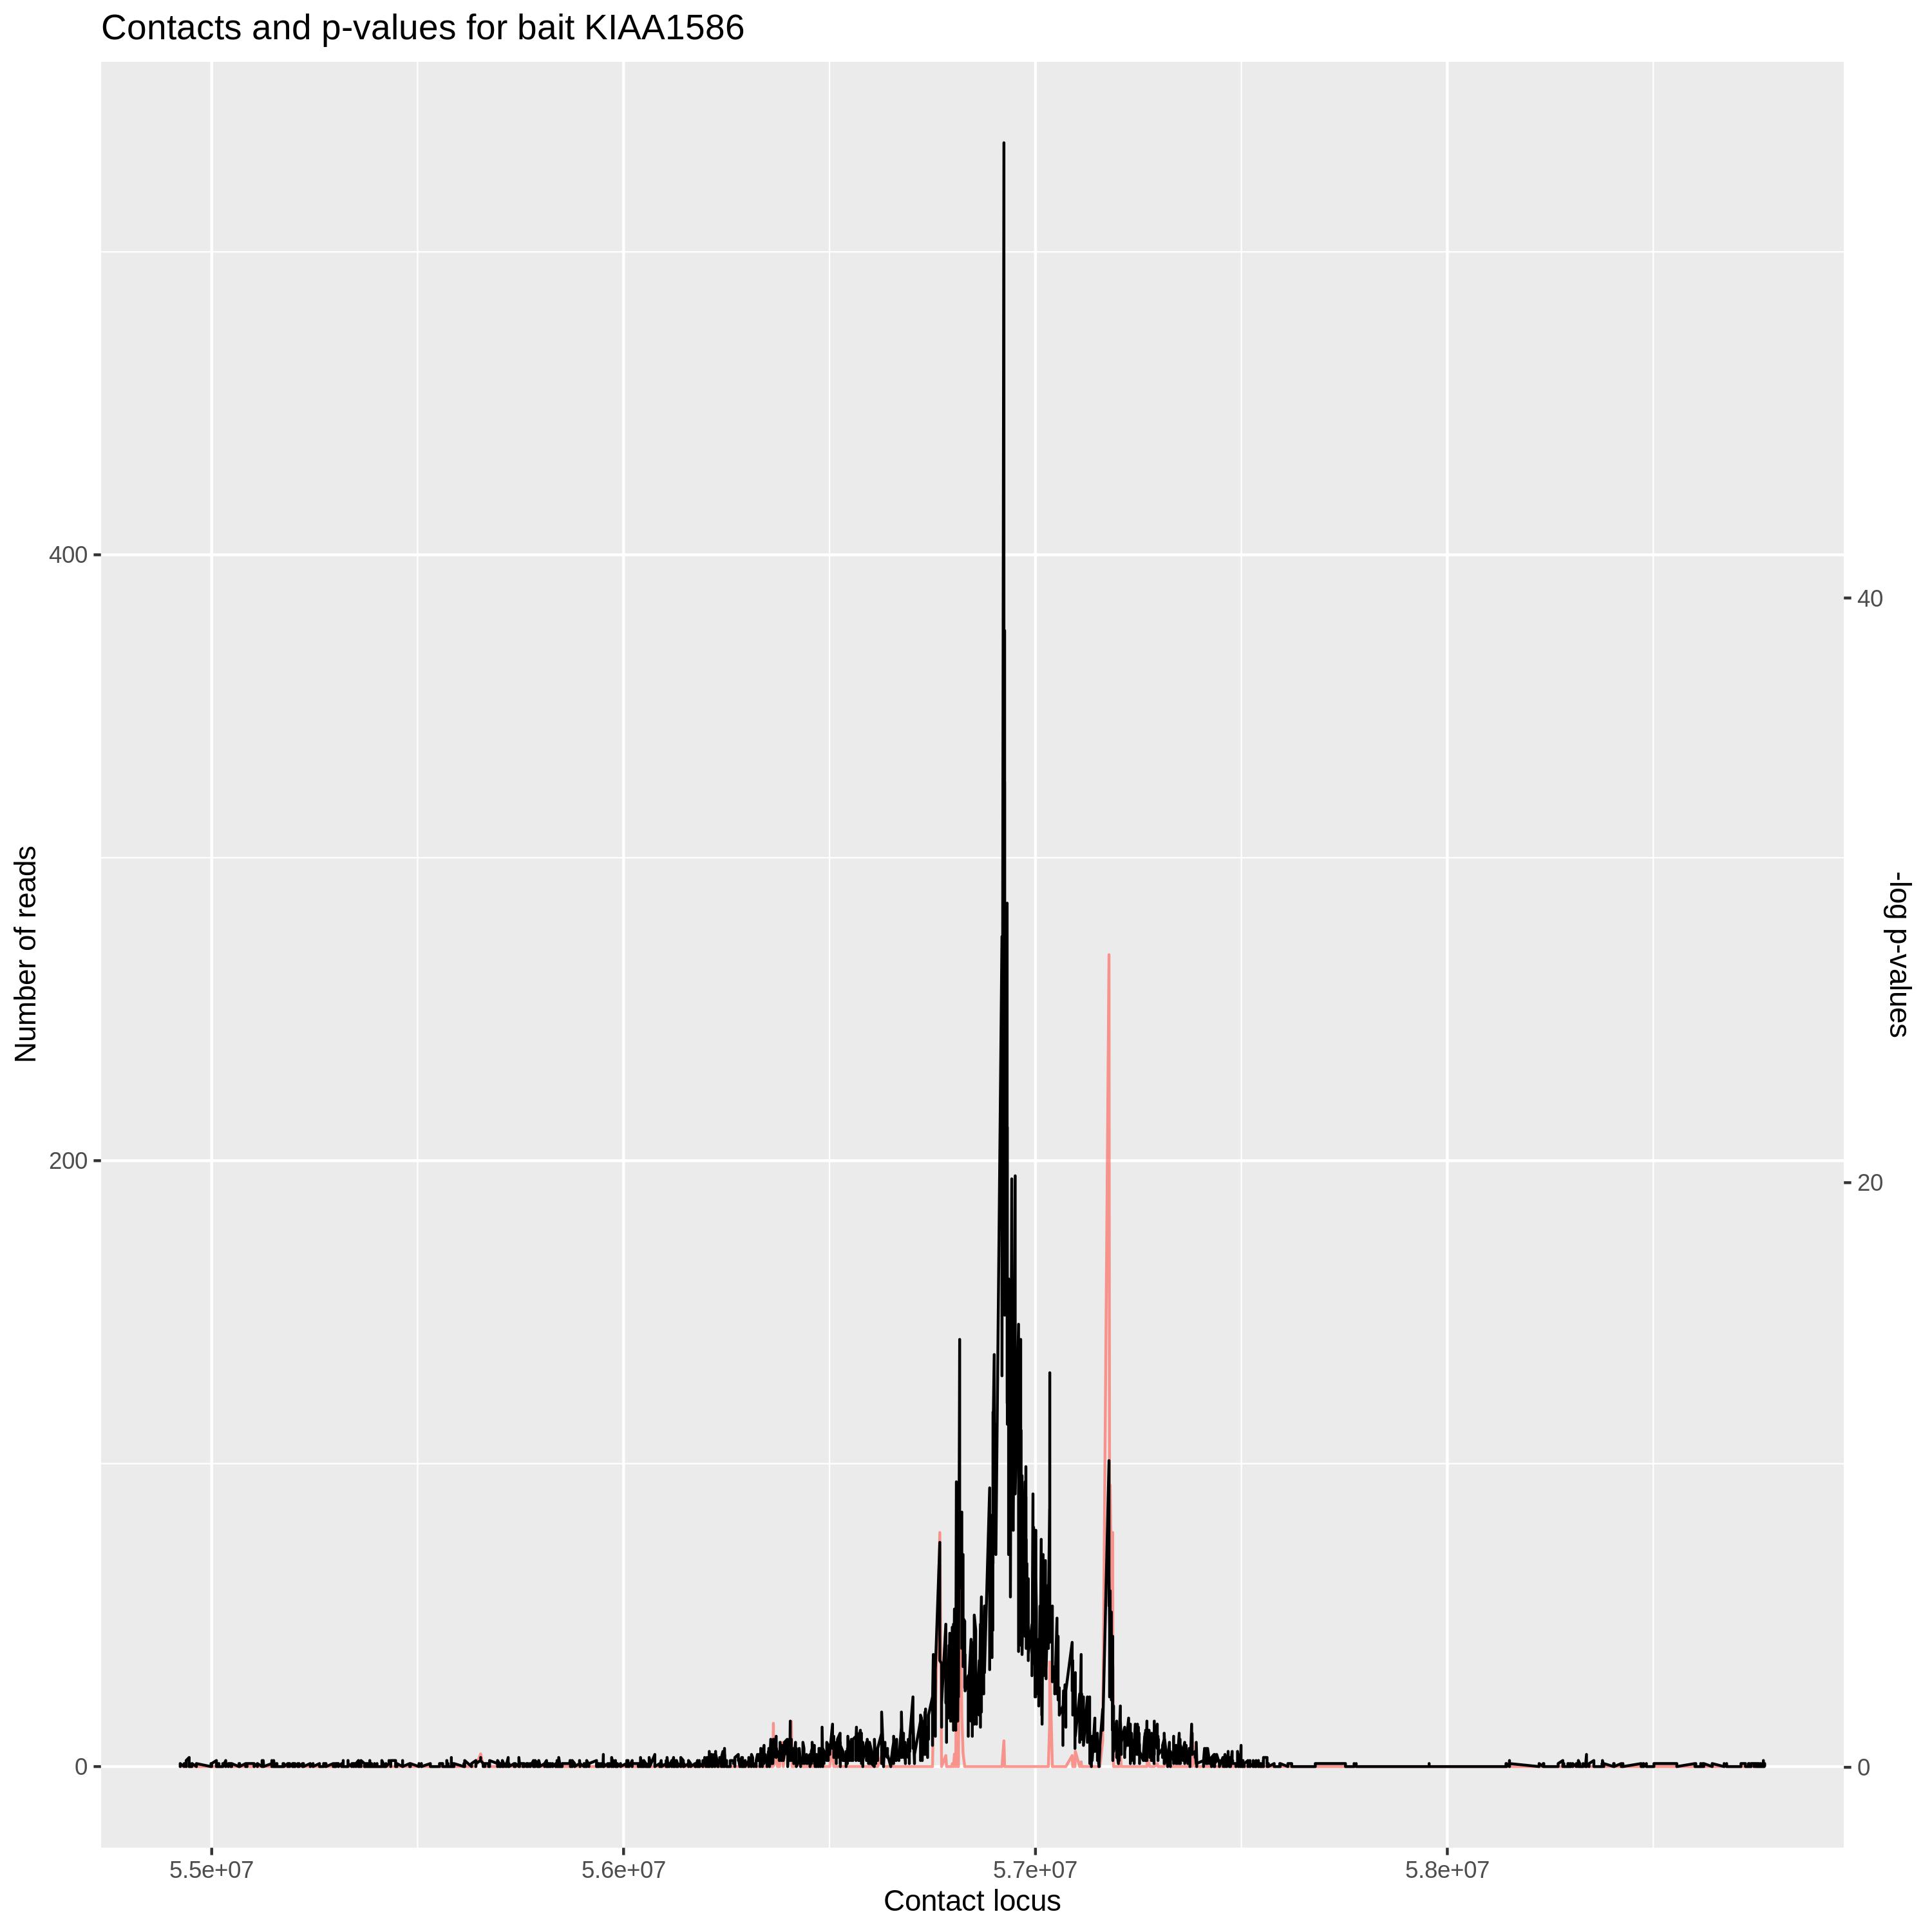 Contacts and p-values for bait KIAA1586
Number of reads
400
200
0
-log p-values
40
20
0
5.5e+07
5.6e+07
5.7e+07
5.8e+07
Contact locus